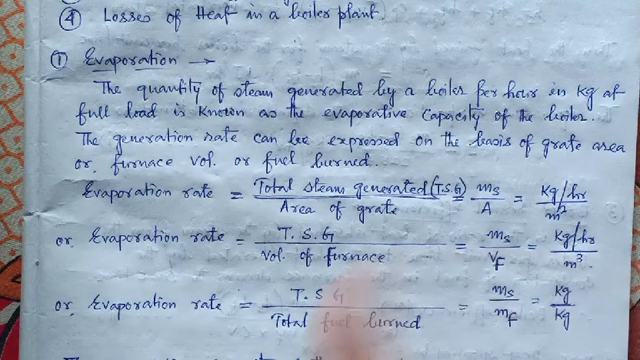 ④ Losses of Heat in a boiler plant.
① Evaporation →
The quantity of steam generated by a boiler per hour in kg at
full load is known as the evaporative capacity of the boiler.
The generation rate can be expressed on the basis of grate area
or, furnace vol. or fuel burned..
Evaporation rate = Total steam generated (T.S.G) / Area of grate = ms / A = kg/hr / m²
or. Evaporation rate = T.S.G / Vol. of furnace = ms / VF = kg/hr / m³.
or Evaporation rate = T.S G / Total fuel burned = ms / mf = kg / kg